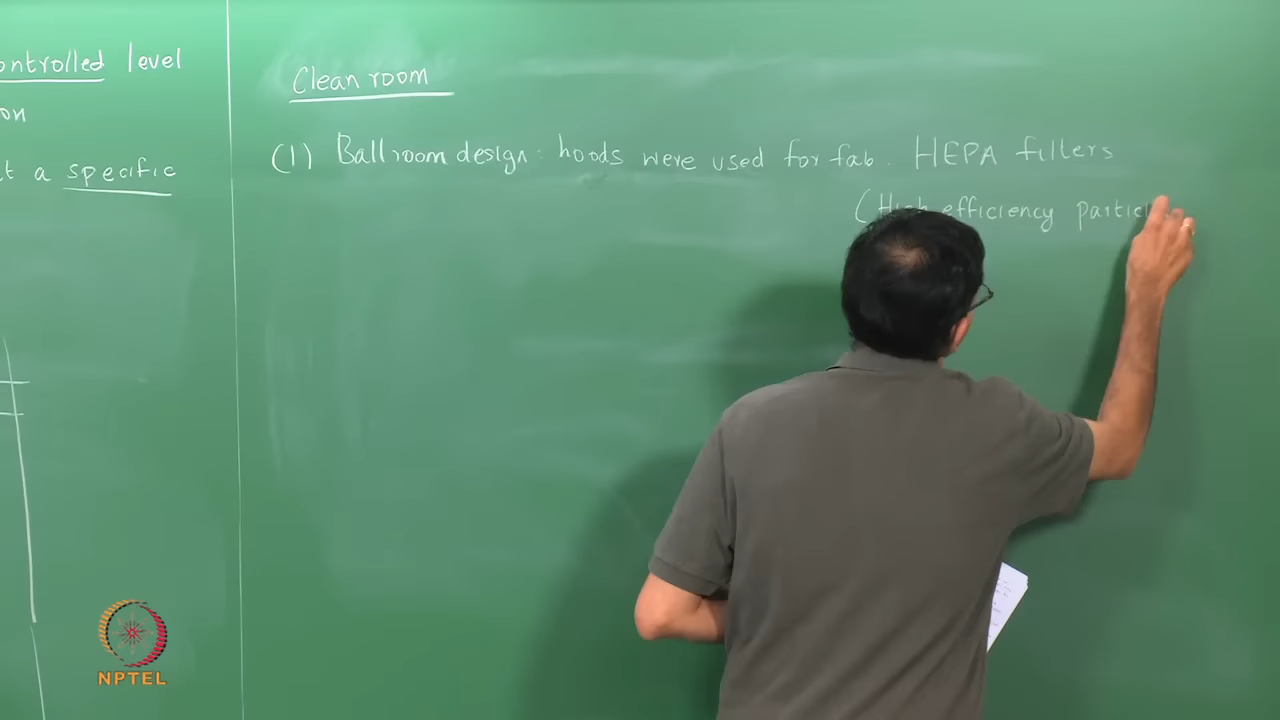 ontrolled level
on
t a specific
Clean room
(1) Ballroom design: hoods were used for fab. HEPA filters
(High efficiency partic
NPTEL